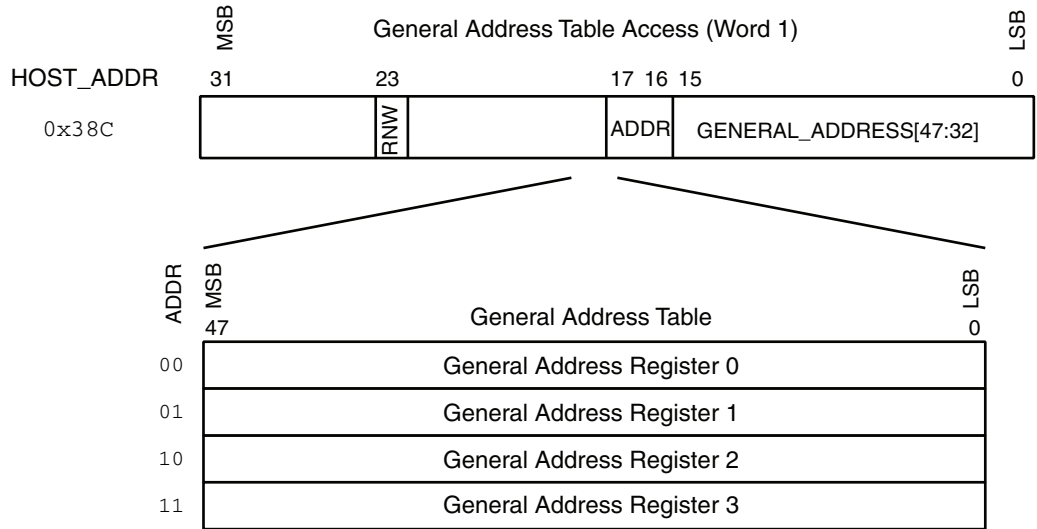 MSB General Address Table Access (Word 1) LSB
HOST_ADDR 31 23 17 16 15 0
0x38C RNW ADDR GENERAL_ADDRESS[47:32]
ADDR MSB General Address Table LSB
47 0
00 General Address Register 0
01 General Address Register 1
10 General Address Register 2
11 General Address Register 3